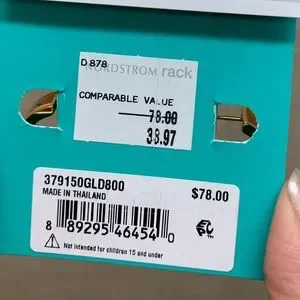 D878
NORDSTROM rack
COMPARABLE VALUE
78.00
38.97
379150GLD800
MADE IN THAILAND
$78.00
8 89295 46454 0
Not intended for children 15 and under